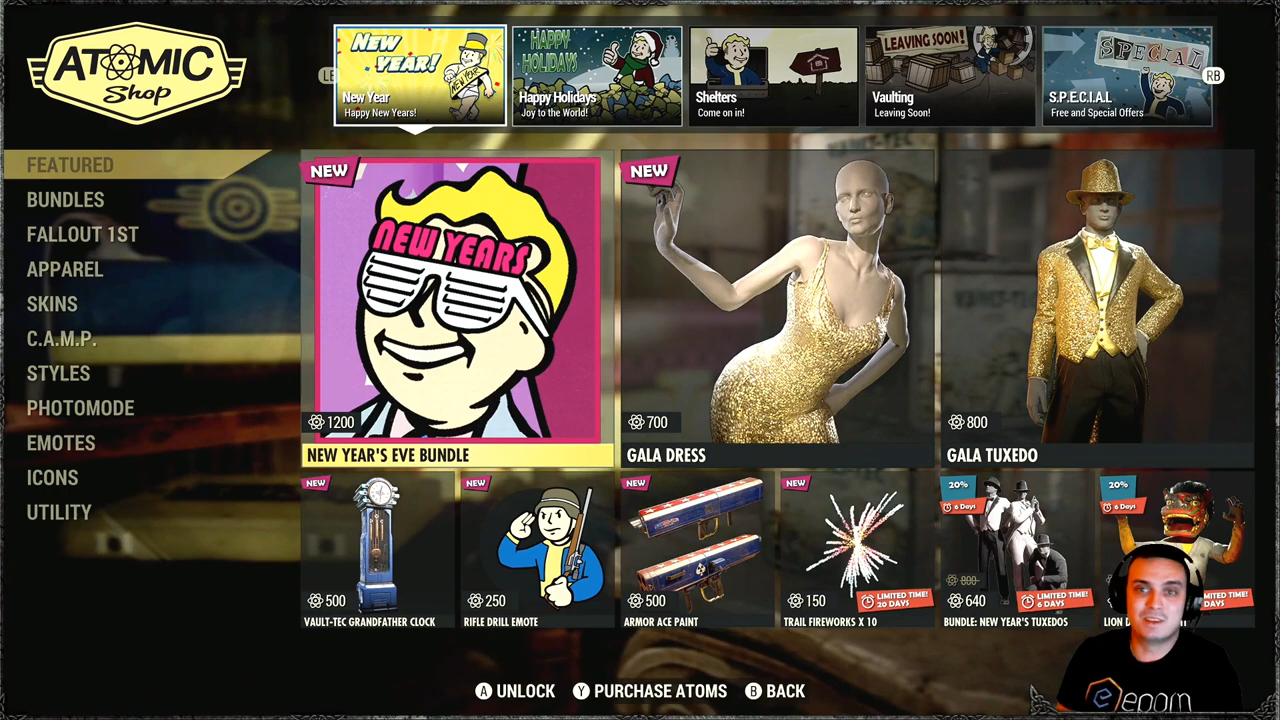 ATOMIC
Shop
LB
NEW
YEAR!
NEW YEAR
New Year
Happy New Years!
HAPPY
HOLIDAYS
Happy Holidays
Joy to the World!
Shelters
Come on in!
LEAVING SOON!
Vaulting
Leaving Soon!
SPECIAL
S.P.E.C.I.A.L
Free and Special Offers
RB
FEATURED
BUNDLES
FALLOUT 1ST
APPAREL
SKINS
C.A.M.P.
STYLES
PHOTOMODE
EMOTES
ICONS
UTILITY
NEW
NEW YEARS
1200
NEW YEAR'S EVE BUNDLE
NEW
700
GALA DRESS
800
GALA TUXEDO
NEW
500
VAULT-TEC GRANDFATHER CLOCK
NEW
250
RIFLE DRILL EMOTE
NEW
500
ARMOR ACE PAINT
NEW
150
LIMITED TIME!
20 DAYS
TRAIL FIREWORKS X 10
20%
6 Days
800
640
LIMITED TIME!
6 DAYS
BUNDLE: NEW YEAR'S TUXEDOS
20%
6 Days
TIME!
DAYS
LION
A UNLOCK
Y PURCHASE ATOMS
B BACK
epom